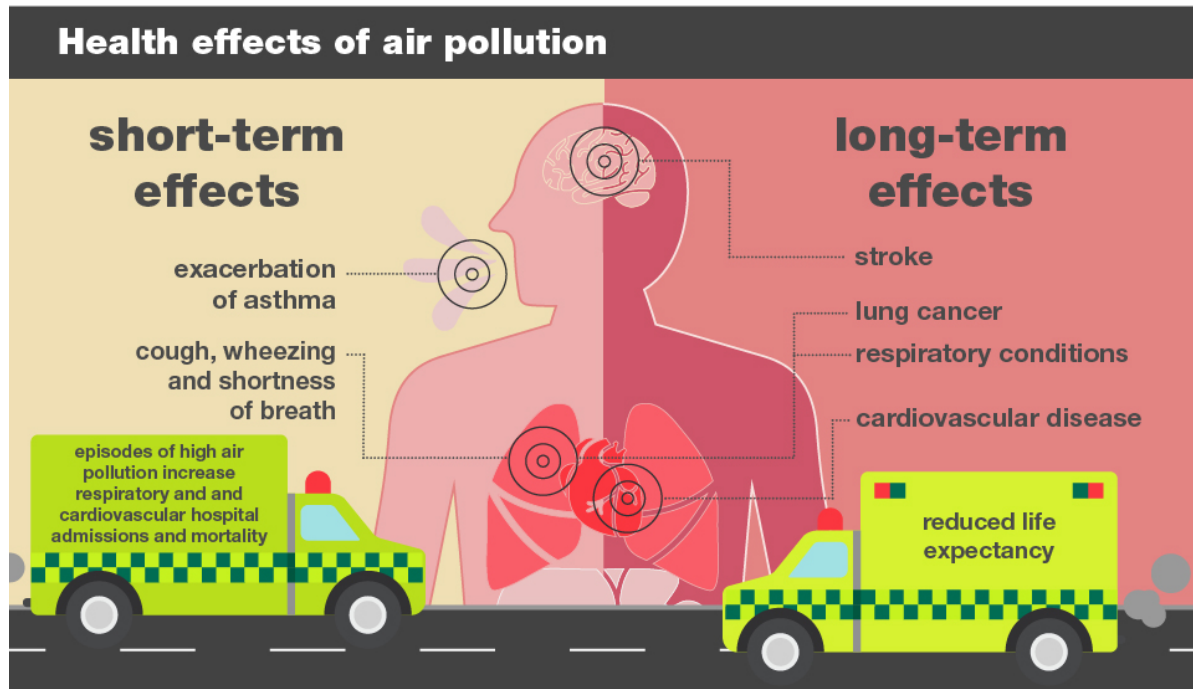 Health effects of air pollution
short-term
effects
exacerbation
of asthma
cough, wheezing
and shortness
of breath
episodes of high air
pollution increase
respiratory and and
cardiovascular hospital
admissions and mortality
long-term
effects
stroke
lung cancer
respiratory conditions
cardiovascular disease
reduced life
expectancy